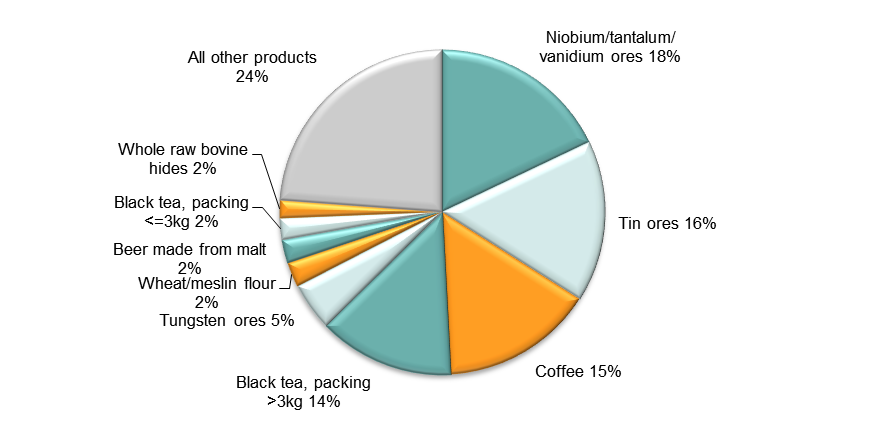 Niobium/tantalum/
vanidium ores 18%
Tin ores 16%
Coffee 15%
Black tea, packing
>3kg 14%
Tungsten ores 5%
Wheat/meslin flour
2%
Beer made from malt
2%
Black tea, packing
<=3kg 2%
Whole raw bovine
hides 2%
All other products
24%